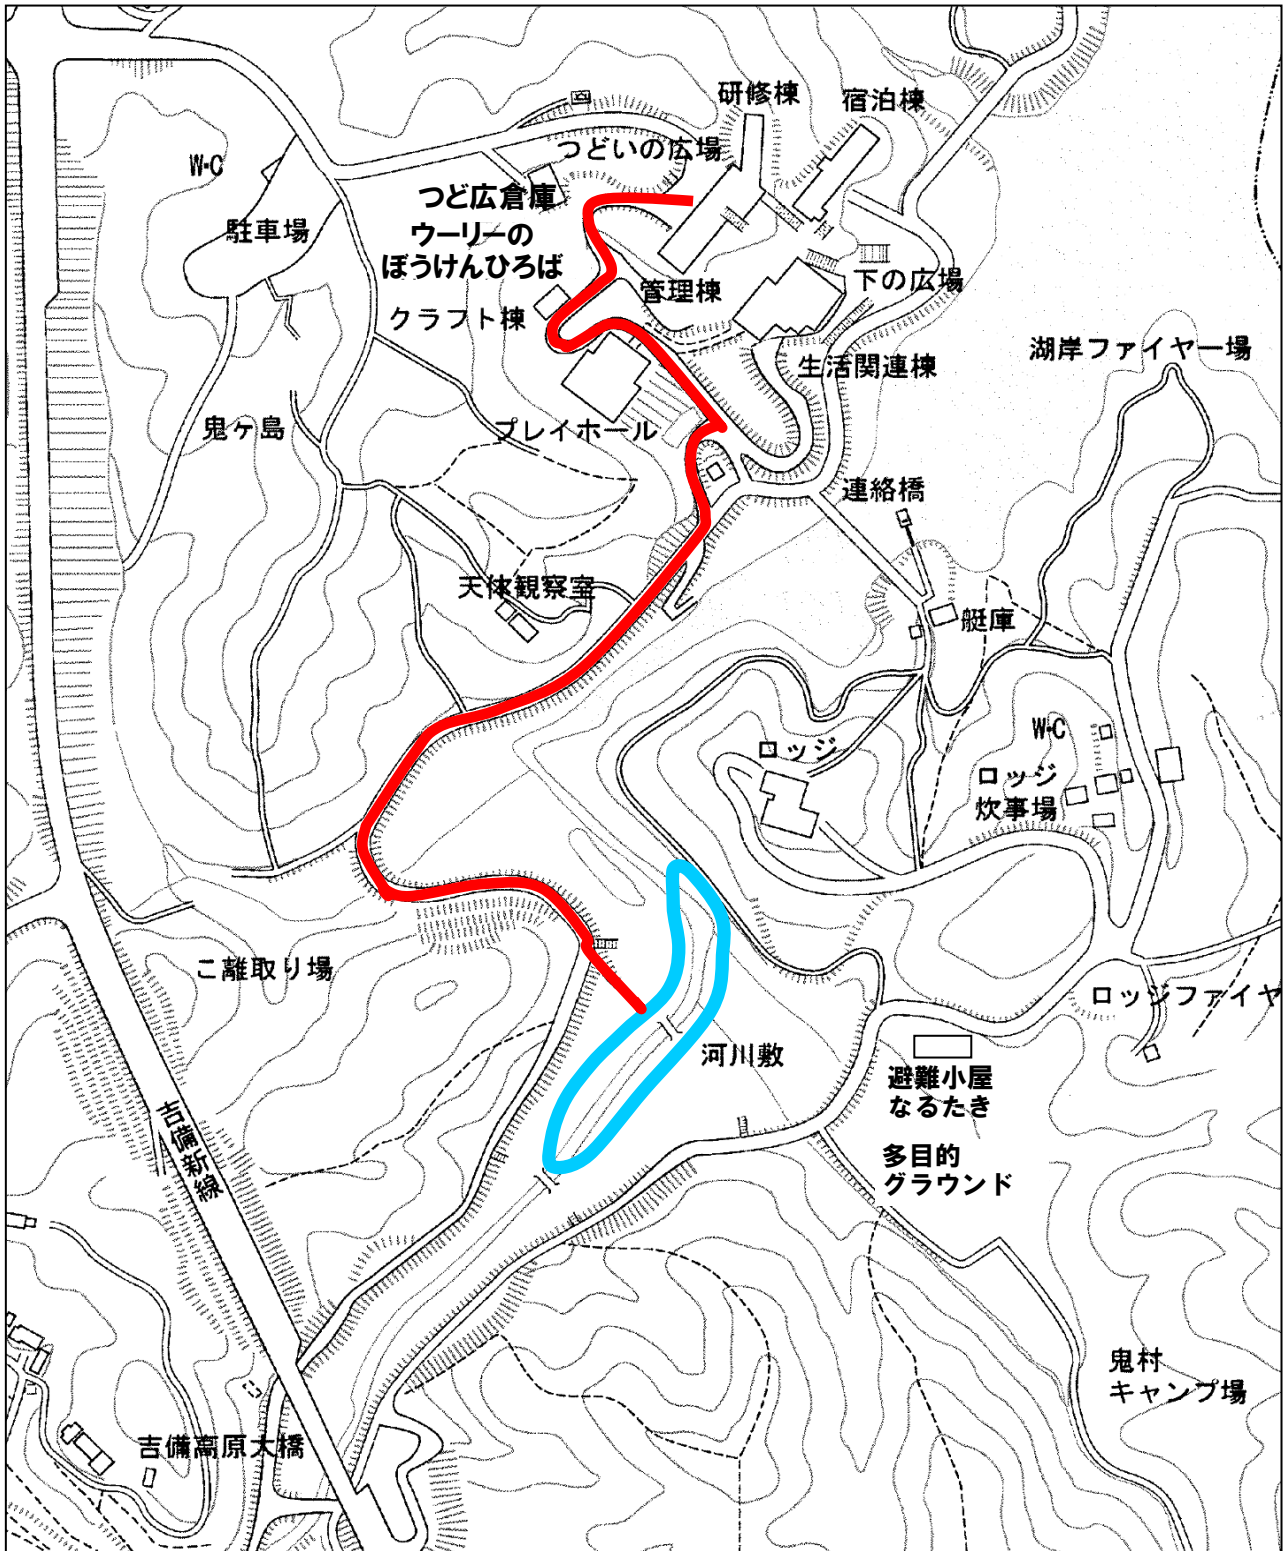 研修棟
宿泊棟
つどいの広場
W・C
つど広倉庫
ウーリーの
ぼうけんひろば
駐車場
下の広場
管理棟
クラフト棟
湖岸ファイヤー場
生活関連棟
鬼ヶ島
プレイホール
連絡橋
天体観察室
艇庫
W・C
ロッジ
ロッジ
炊事場
こ離取り場
ロッジファイヤ
河川敷
避難小屋
なるたき
吉備新線
多目的
グラウンド
鬼村
キャンプ場
吉備高原大橋